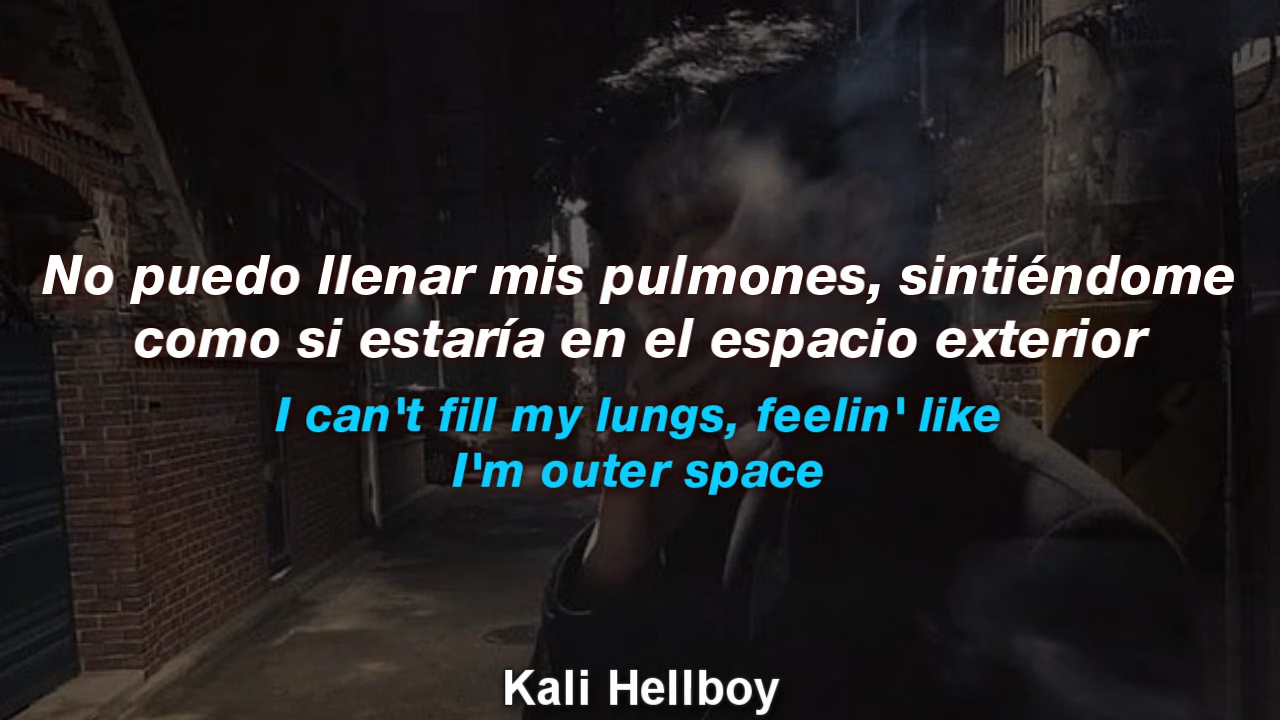 No puedo llenar mis pulmones, sintiéndome
como si estaría en el espacio exterior
I can't fill my lungs, feelin' like
I'm outer space
Kali Hellboy